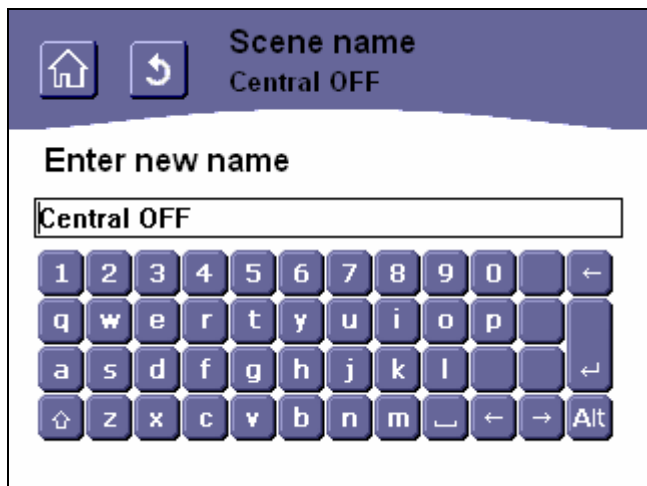 Scene name
Central OFF
Enter new name
Central OFF
1 2 3 4 5 6 7 8 9 0 ←
q w e r t y u i o p
a s d f g h j k l ↵
⇧ z x c v b n m ⎵ ← → Alt